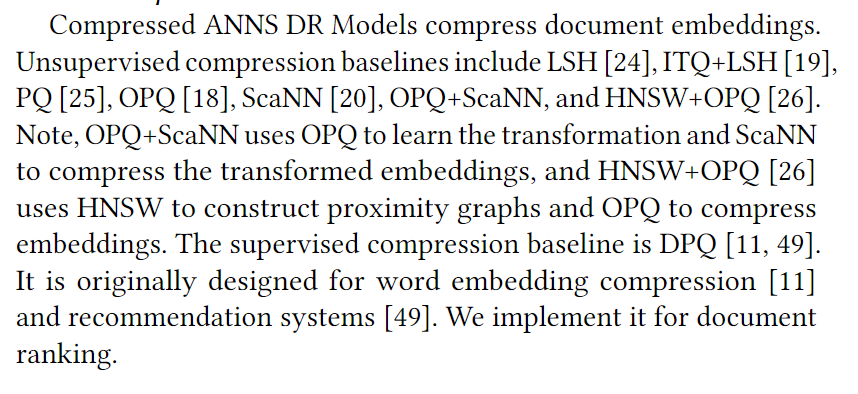 Compressed ANNS DR Models compress document embeddings.
Unsupervised compression baselines include LSH [24], ITQ+LSH [19],
PQ [25], OPQ [18], ScaNN [20], OPQ+ScaNN, and HNSW+OPQ [26].
Note, OPQ+ScaNN uses OPQ to learn the transformation and ScaNN
to compress the transformed embeddings, and HNSW+OPQ [26]
uses HNSW to construct proximity graphs and OPQ to compress
embeddings. The supervised compression baseline is DPQ [11, 49].
It is originally designed for word embedding compression [11]
and recommendation systems [49]. We implement it for document
ranking.